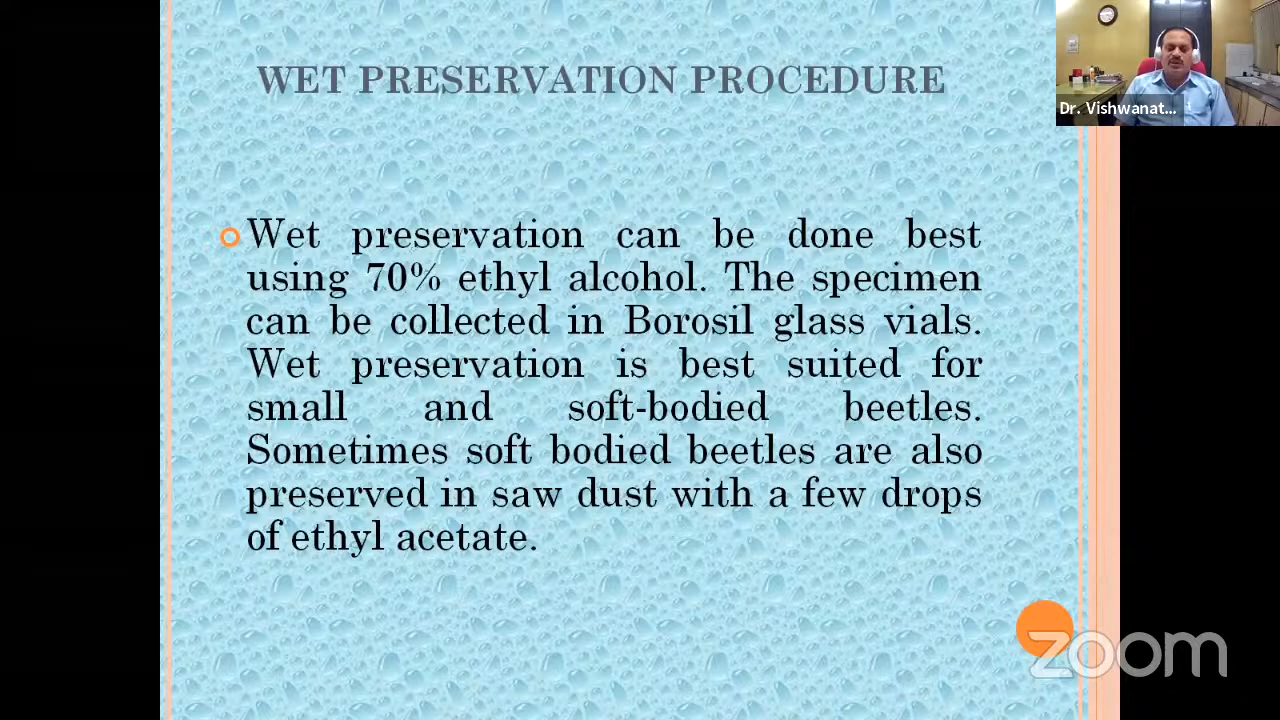 WET PRESERVATION PROCEDURE
Dr. Vishwanat...
Wet preservation can be done best
using 70% ethyl alcohol. The specimen
can be collected in Borosil glass vials.
Wet preservation is best suited for
small and soft-bodied beetles.
Sometimes soft bodied beetles are also
preserved in saw dust with a few drops
of ethyl acetate.
zoom